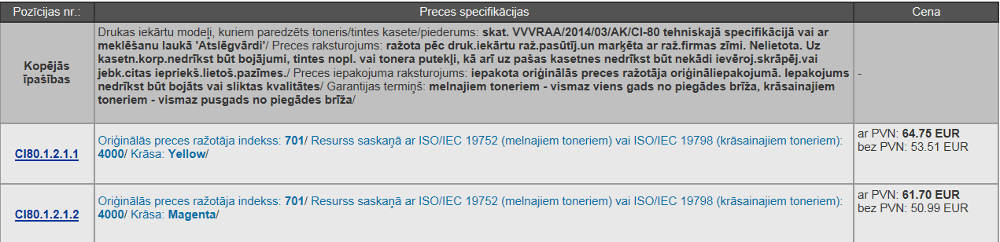 Pozīcijas nr.: Preces specifikācijas Cena
Drukas iekārtu modeļi, kuriem paredzēts toneris/tintes kasete/piederums: skat. VVVRAA/2014/03/AK/CI-80 tehniskajā specifikācijā vai ar
meklēšanu laukā 'Atslēgvārdi'/ Preces raksturojums: ražota pēc druk.iekārtu raž.pasūtīj.un marķēta ar raž.firmas zīmi. Nelietota. Uz
kasetn.korp.nedrīkst būt bojājumi, tintes nopl. vai tonera putekļi, kā arī uz pašas kasetnes nedrīkst būt nekādi ievēroj.skrāpēj.vai
jebk.citas iepriekš.lietoš.pazīmes./ Preces iepakojuma raksturojums: iepakota oriģinālās preces ražotāja oriģināliepakojumā. Iepakojums
nedrīkst būt bojāts vai sliktas kvalitātes/ Garantijas termiņš: melnajiem toneriem - vismaz viens gads no piegādes brīža, krāsainajiem
toneriem - vismaz pusgads no piegādes brīža/
Kopējās
īpašības
-
CI80.1.2.1.1
Oriģinālās preces ražotāja indekss: 701/ Resurss saskaņā ar ISO/IEC 19752 (melnajiem toneriem) vai ISO/IEC 19798 (krāsainajiem toneriem):
4000/ Krāsa: Yellow/
ar PVN: 64.75 EUR
bez PVN: 53.51 EUR
CI80.1.2.1.2
Oriģinālās preces ražotāja indekss: 701/ Resurss saskaņā ar ISO/IEC 19752 (melnajiem toneriem) vai ISO/IEC 19798 (krāsainajiem toneriem):
4000/ Krāsa: Magenta/
ar PVN: 61.70 EUR
bez PVN: 50.99 EUR